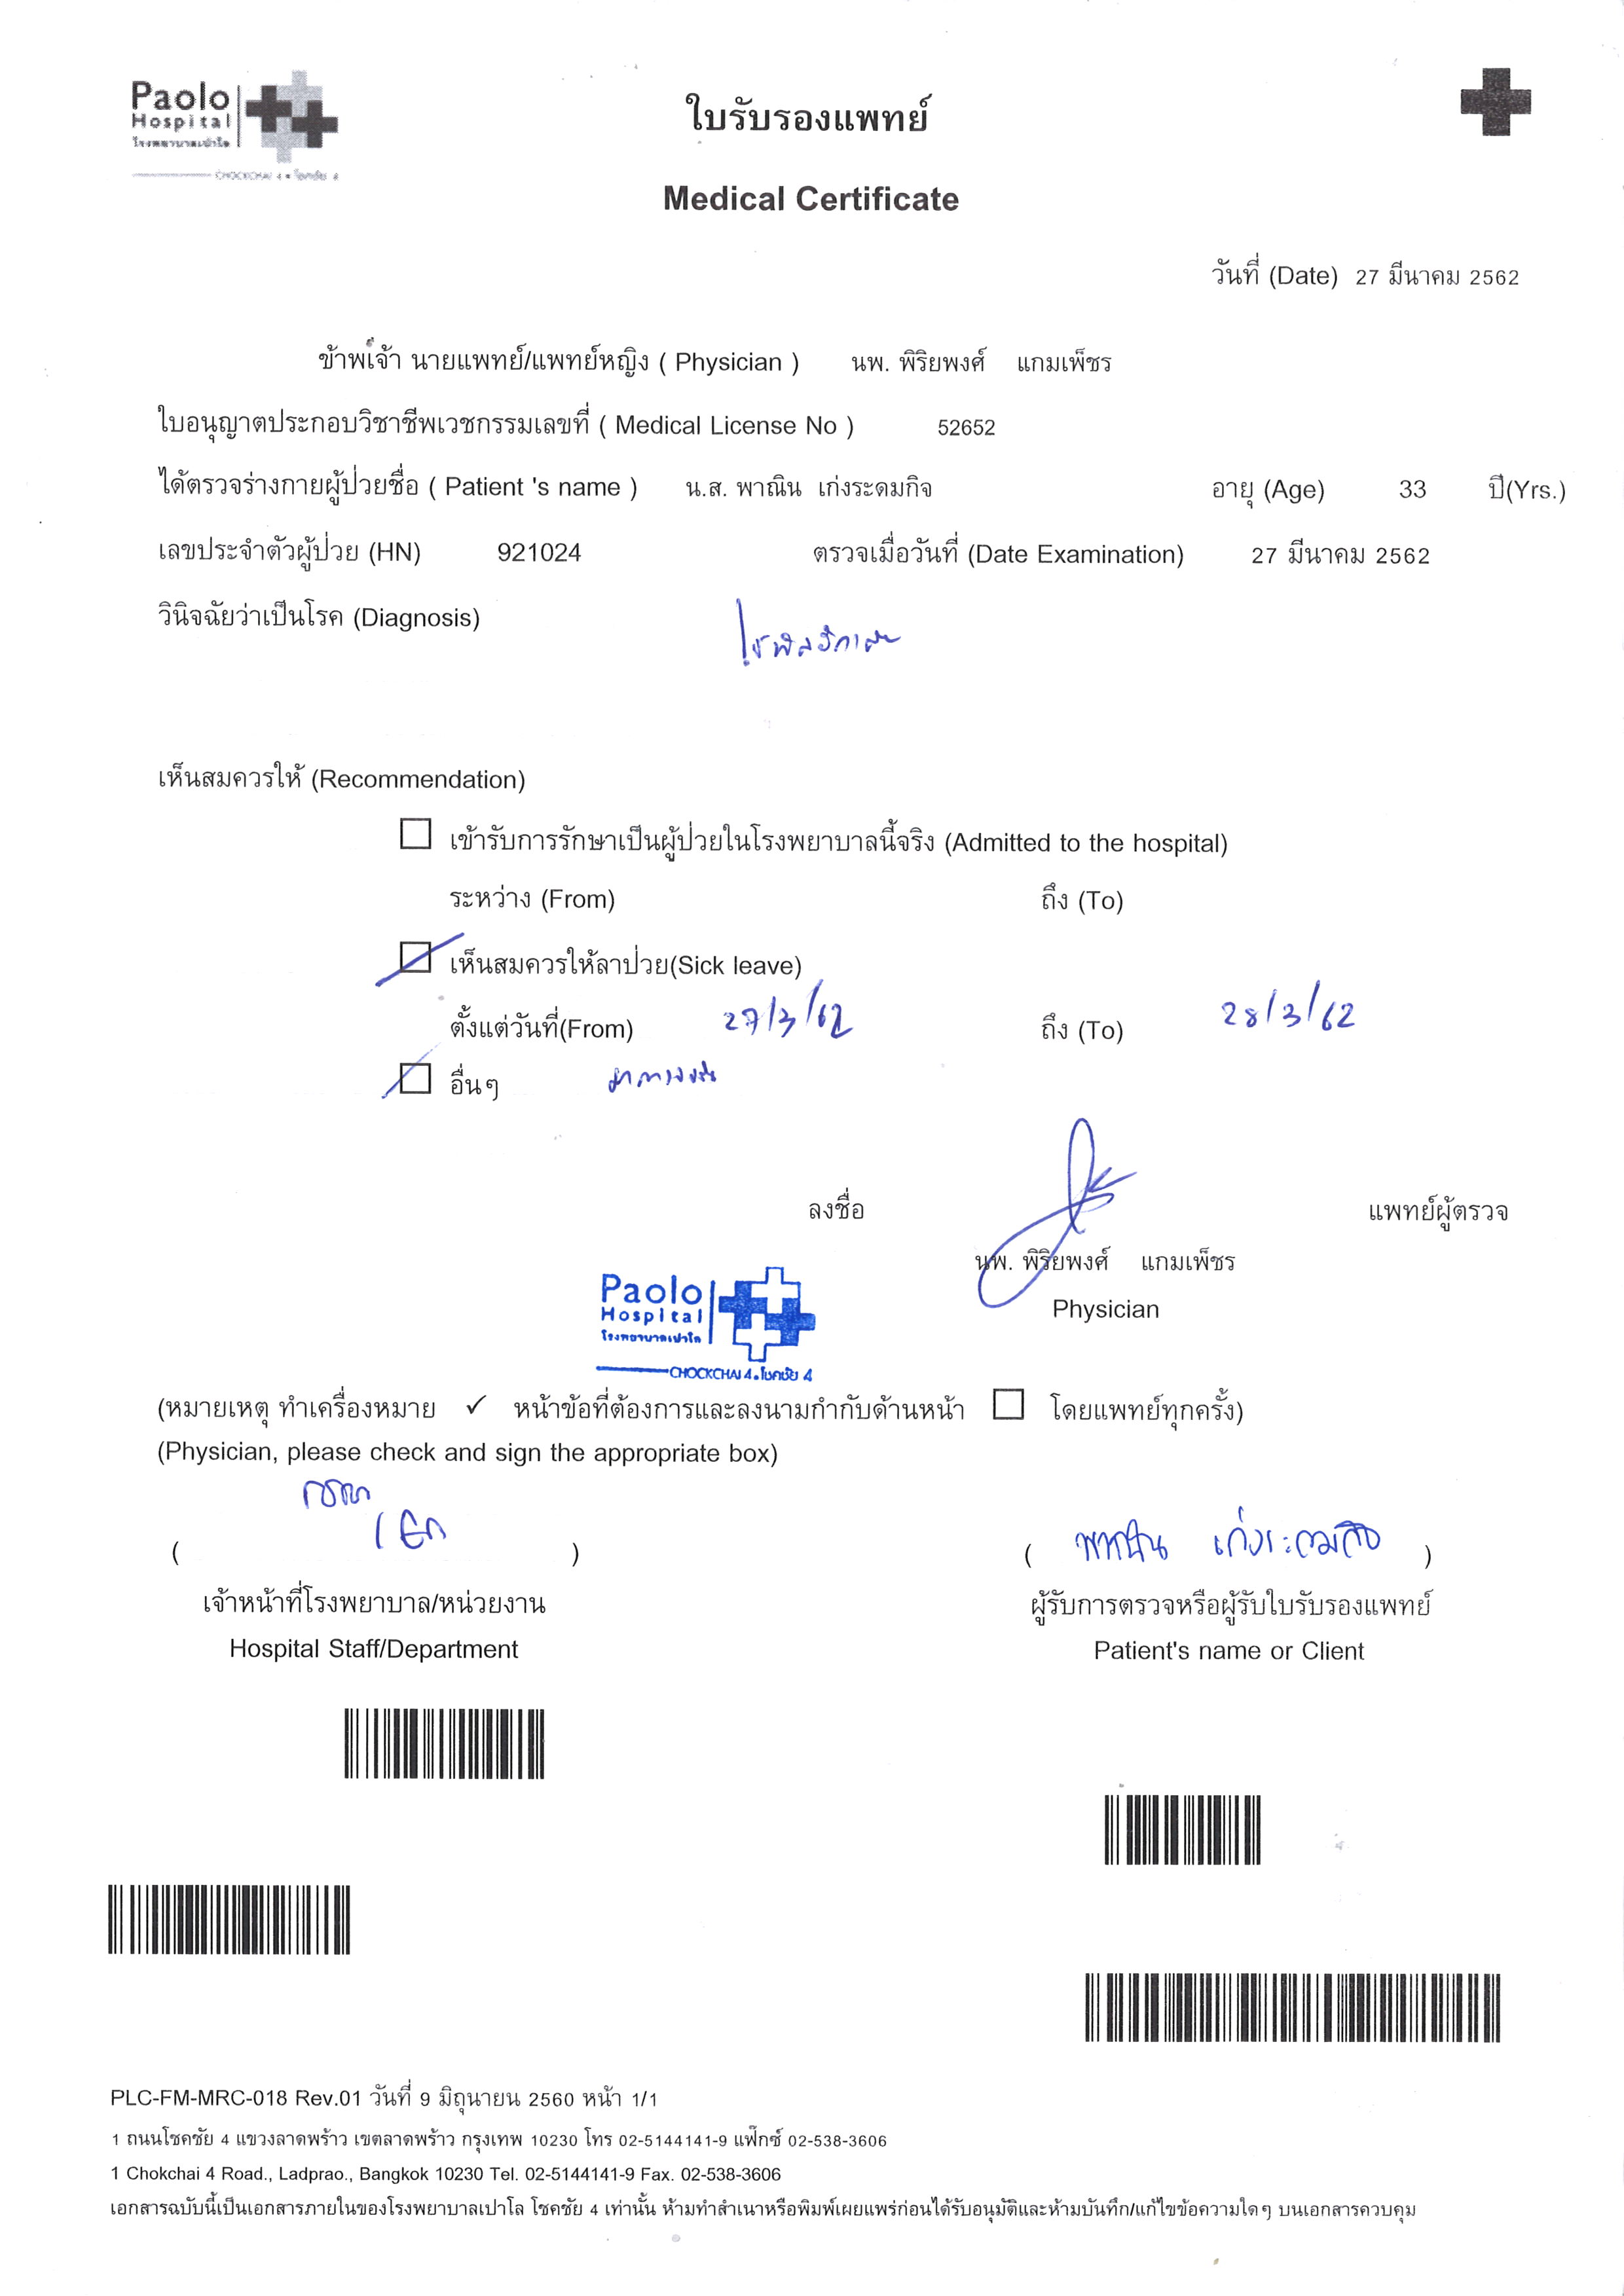 Paolo
Hospital
โรงพยาบาลเปาโล
CHOCKCHAI 4 • โชคชัย 4
ใบรับรองแพทย์
Medical Certificate
วันที่ (Date) 27 มีนาคม 2562
ข้าพเจ้า นายแพทย์/แพทย์หญิง ( Physician ) นพ. พิริยพงศ์ แกมเพ็ชร
ใบอนุญาตประกอบวิชาชีพเวชกรรมเลขที่ ( Medical License No ) 52652
ได้ตรวจร่างกายผู้ป่วยชื่อ ( Patient 's name ) น.ส. พาณิน เก่งระดมกิจ อายุ (Age) 33 ปี(Yrs.)
เลขประจำตัวผู้ป่วย (HN) 921024 ตรวจเมื่อวันที่ (Date Examination) 27 มีนาคม 2562
วินิจฉัยว่าเป็นโรค (Diagnosis)
เห็นสมควรให้ (Recommendation)
เข้ารับการรักษาเป็นผู้ป่วยในโรงพยาบาลนี้จริง (Admitted to the hospital)
ระหว่าง (From) ถึง (To)
เห็นสมควรให้ลาป่วย(Sick leave)
ตั้งแต่วันที่(From) 27/3/62 ถึง (To) 28/3/62
อื่นๆ มาตรวจจริง
ลงชื่อ แพทย์ผู้ตรวจ
นพ. พิริยพงศ์ แกมเพ็ชร
Physician
Paolo
Hospital
โรงพยาบาลเปาโล
CHOCKCHAI 4 • โชคชัย 4
(หมายเหตุ ทำเครื่องหมาย ✓ หน้าข้อที่ต้องการและลงนามกำกับด้านหน้า ☐ โดยแพทย์ทุกครั้ง)
(Physician, please check and sign the appropriate box)
( ) ( พาณิน เก่งระดมกิจ )
เจ้าหน้าที่โรงพยาบาล/หน่วยงาน ผู้รับการตรวจหรือผู้รับใบรับรองแพทย์
Hospital Staff/Department Patient's name or Client
PLC-FM-MRC-018 Rev.01 วันที่ 9 มิถุนายน 2560 หน้า 1/1
1 ถนนโชคชัย 4 แขวงลาดพร้าว เขตลาดพร้าว กรุงเทพ 10230 โทร 02-5144141-9 แฟ็กซ์ 02-538-3606
1 Chokchai 4 Road., Ladprao., Bangkok 10230 Tel. 02-5144141-9 Fax. 02-538-3606
เอกสารฉบับนี้เป็นเอกสารภายในของโรงพยาบาลเปาโล โชคชัย 4 เท่านั้น ห้ามทำสำเนาหรือพิมพ์เผยแพร่ก่อนได้รับอนุมัติและห้ามบันทึก/แก้ไขข้อความใดๆ บนเอกสารควบคุม